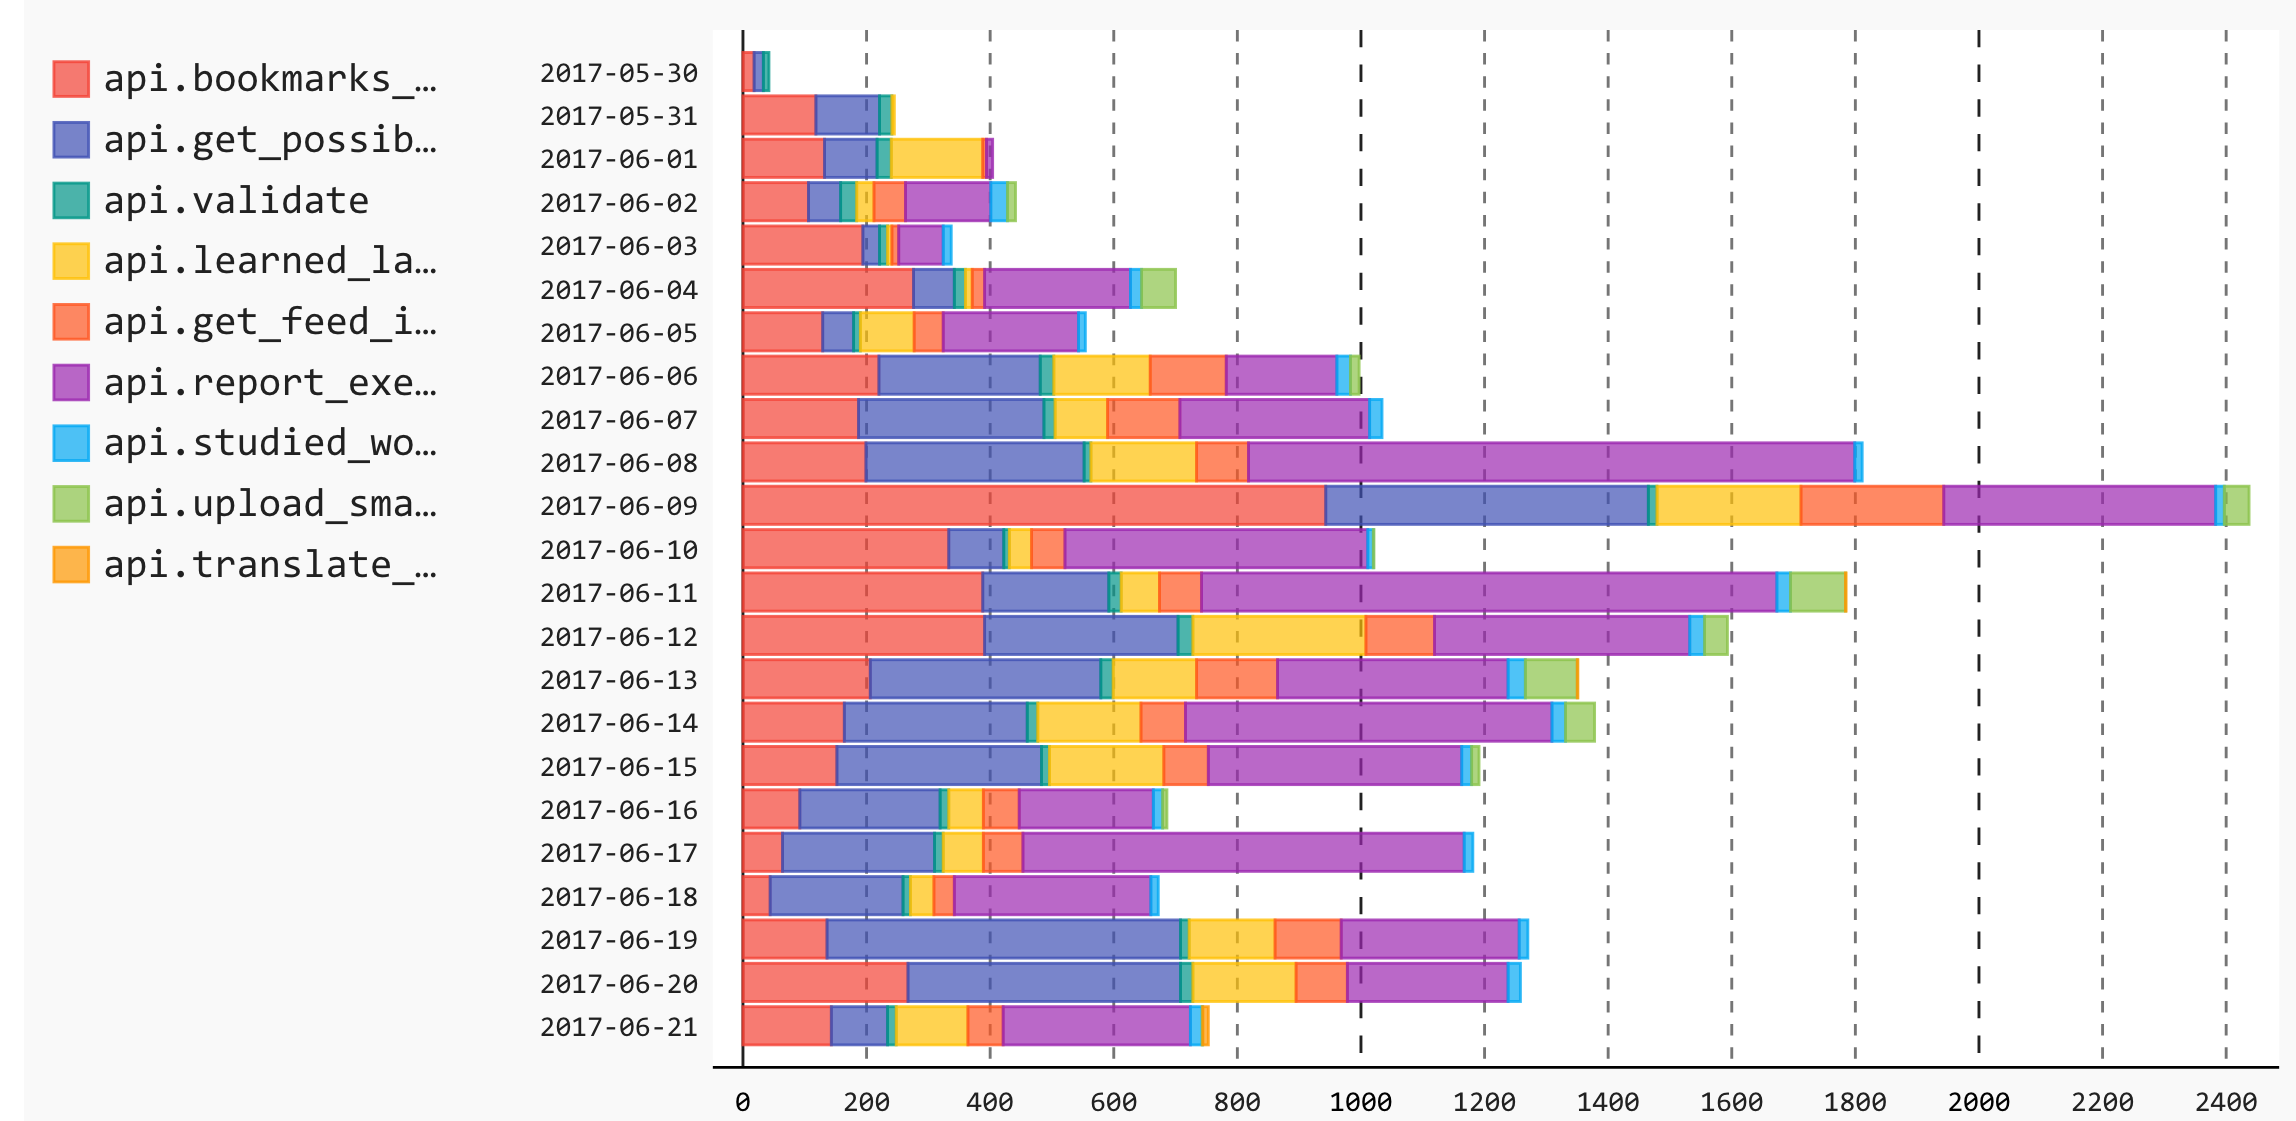 api.bookmarks_…
api.get_possib…
api.validate
api.learned_la…
api.get_feed_i…
api.report_exe…
api.studied_wo…
api.upload_sma…
api.translate_…
2017-05-30
2017-05-31
2017-06-01
2017-06-02
2017-06-03
2017-06-04
2017-06-05
2017-06-06
2017-06-07
2017-06-08
2017-06-09
2017-06-10
2017-06-11
2017-06-12
2017-06-13
2017-06-14
2017-06-15
2017-06-16
2017-06-17
2017-06-18
2017-06-19
2017-06-20
2017-06-21
0 200 400 600 800 1000 1200 1400 1600 1800 2000 2200 2400